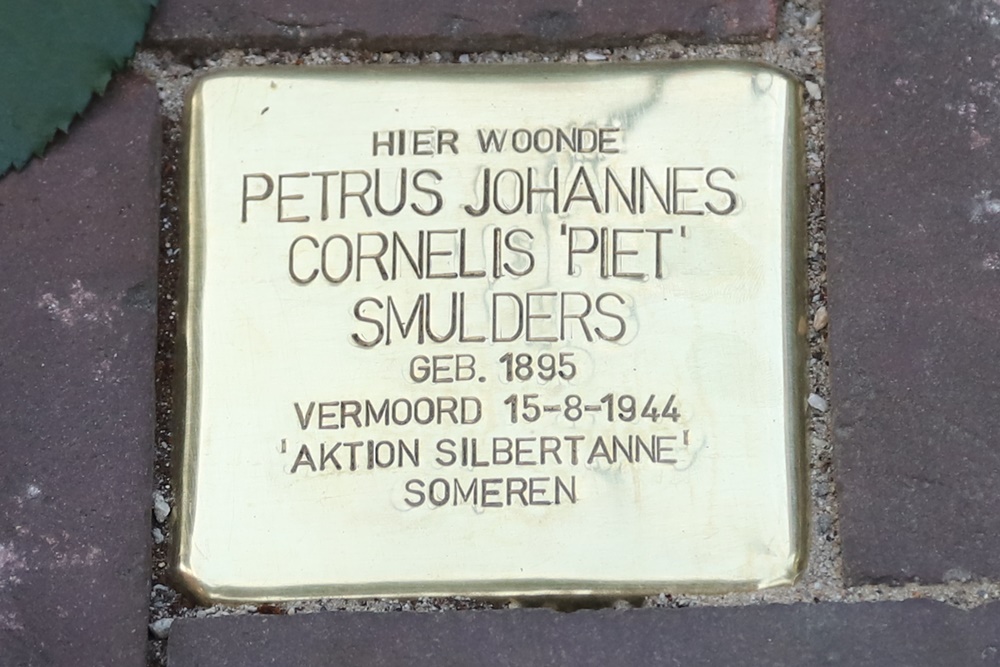 HIER WOONDE
PETRUS JOHANNES
CORNELIS 'PIET'
SMULDERS
GEB. 1895
VERMOORD 15-8-1944
'AKTION SILBERTANNE'
SOMEREN